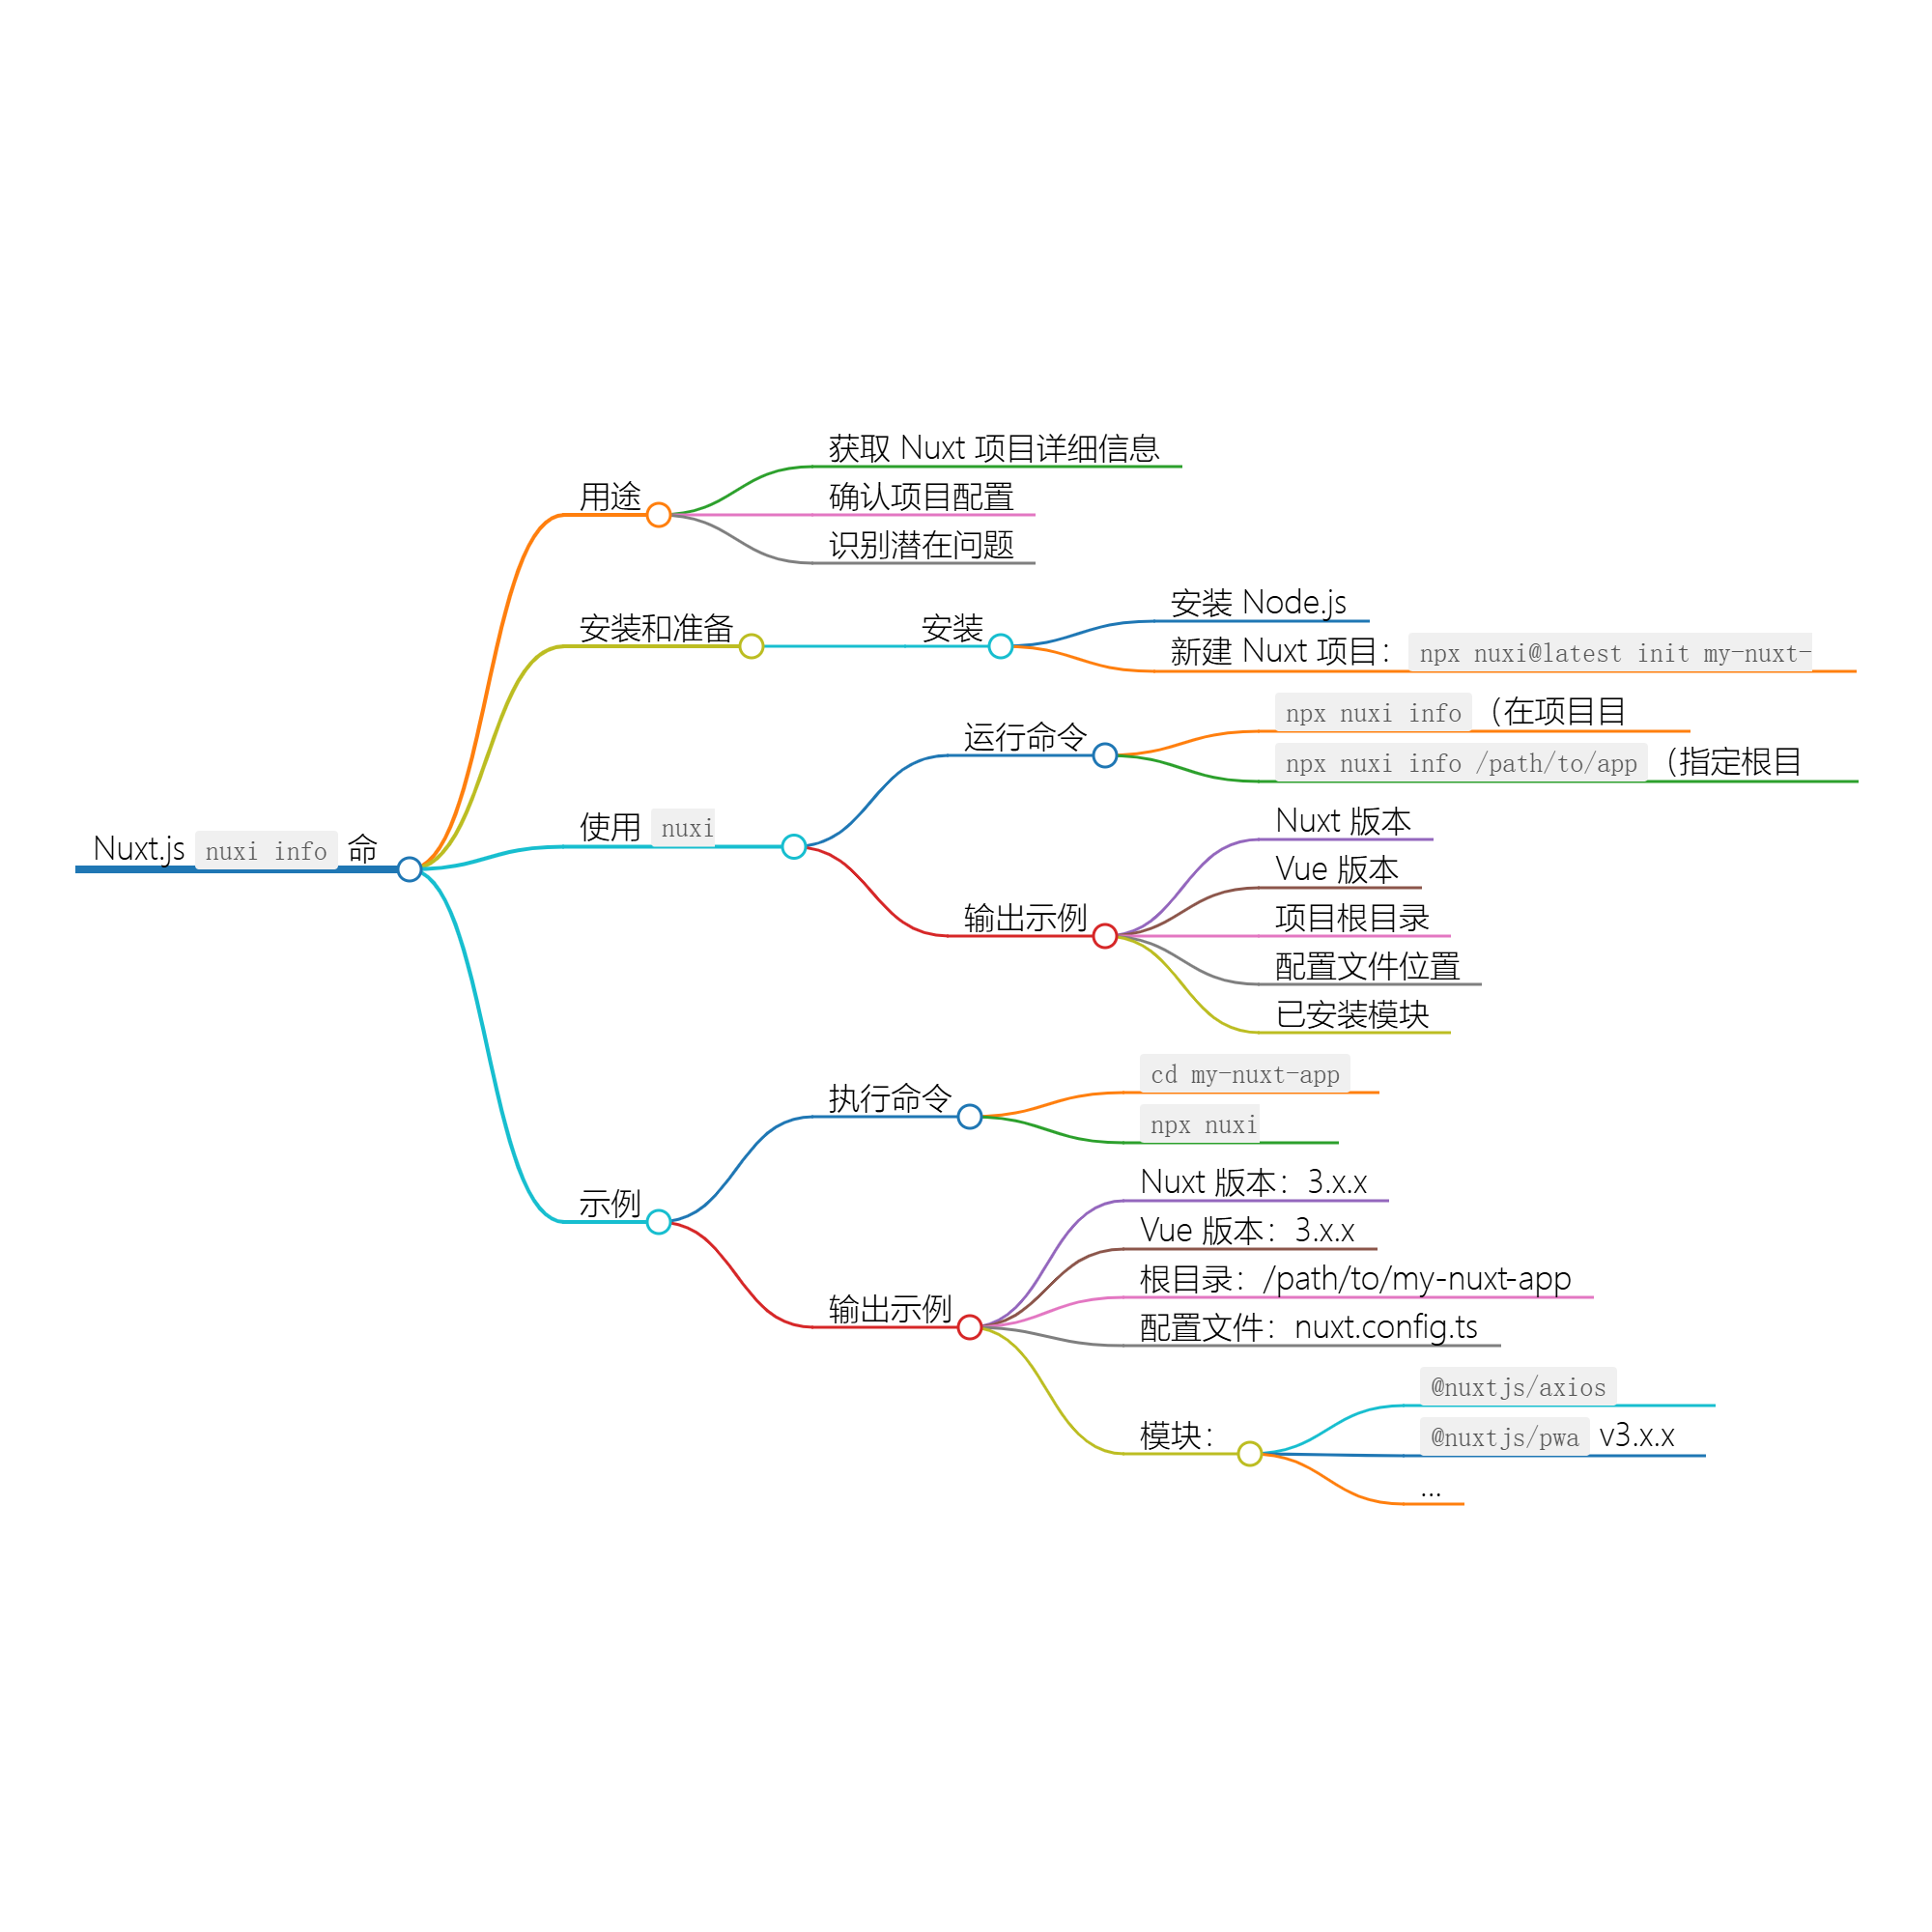 Nuxt.js nuxi info 命
用途
获取 Nuxt 项目详细信息
确认项目配置
识别潜在问题
安装和准备
安装
安装 Node.js
新建 Nuxt 项目：npx nuxi@latest init my-nuxt-
使用 nuxi
运行命令
npx nuxi info（在项目目
npx nuxi info /path/to/app（指定根目
输出示例
Nuxt 版本
Vue 版本
项目根目录
配置文件位置
已安装模块
示例
执行命令
cd my-nuxt-app
npx nuxi
输出示例
Nuxt 版本：3.x.x
Vue 版本：3.x.x
根目录：/path/to/my-nuxt-app
配置文件：nuxt.config.ts
模块：
@nuxtjs/axios
@nuxtjs/pwa v3.x.x
...